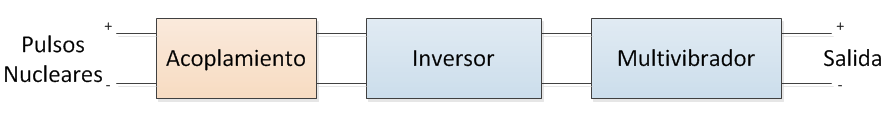 +
Pulsos
Nucleares
-
Acoplamiento
Inversor
Multivibrador
+
Salida
-